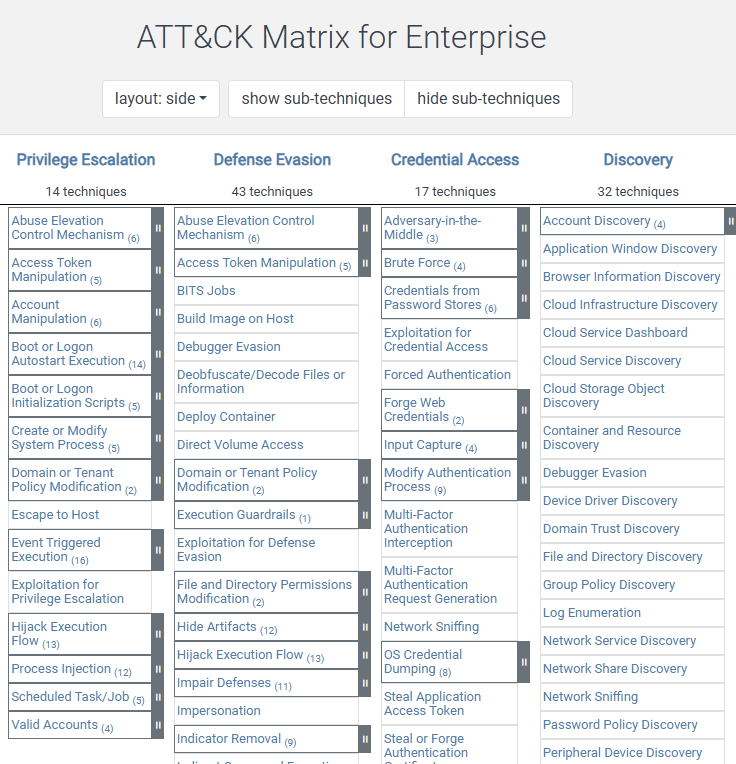 ATT&CK Matrix for Enterprise
layout: side
show sub-techniques
hide sub-techniques
Privilege Escalation
14 techniques
Abuse Elevation
Control Mechanism (6)
Access Token
Manipulation (5)
Account
Manipulation (6)
Boot or Logon
Autostart Execution (14)
Boot or Logon
Initialization Scripts (5)
Create or Modify
System Process (5)
Domain or Tenant
Policy Modification (2)
Escape to Host
Event Triggered
Execution (16)
Exploitation for
Privilege Escalation
Hijack Execution
Flow (13)
Process Injection (12)
Scheduled Task/Job (5)
Valid Accounts (4)
Defense Evasion
43 techniques
Abuse Elevation Control
Mechanism (6)
Access Token Manipulation (5)
BITS Jobs
Build Image on Host
Debugger Evasion
Deobfuscate/Decode Files or
Information
Deploy Container
Direct Volume Access
Domain or Tenant Policy
Modification (2)
Execution Guardrails (1)
Exploitation for Defense
Evasion
File and Directory Permissions
Modification (2)
Hide Artifacts (12)
Hijack Execution Flow (13)
Impair Defenses (11)
Impersonation
Indicator Removal (9)
Credential Access
17 techniques
Adversary-in-the-
Middle (3)
Brute Force (4)
Credentials from
Password Stores (6)
Exploitation for
Credential Access
Forced Authentication
Forge Web
Credentials (2)
Input Capture (4)
Modify Authentication
Process (9)
Multi-Factor
Authentication
Interception
Multi-Factor
Authentication
Request Generation
Network Sniffing
OS Credential
Dumping (8)
Steal Application
Access Token
Steal or Forge
Authentication
Discovery
32 techniques
Account Discovery (4)
Application Window Discovery
Browser Information Discovery
Cloud Infrastructure Discovery
Cloud Service Dashboard
Cloud Service Discovery
Cloud Storage Object
Discovery
Container and Resource
Discovery
Debugger Evasion
Device Driver Discovery
Domain Trust Discovery
File and Directory Discovery
Group Policy Discovery
Log Enumeration
Network Service Discovery
Network Share Discovery
Network Sniffing
Password Policy Discovery
Peripheral Device Discovery